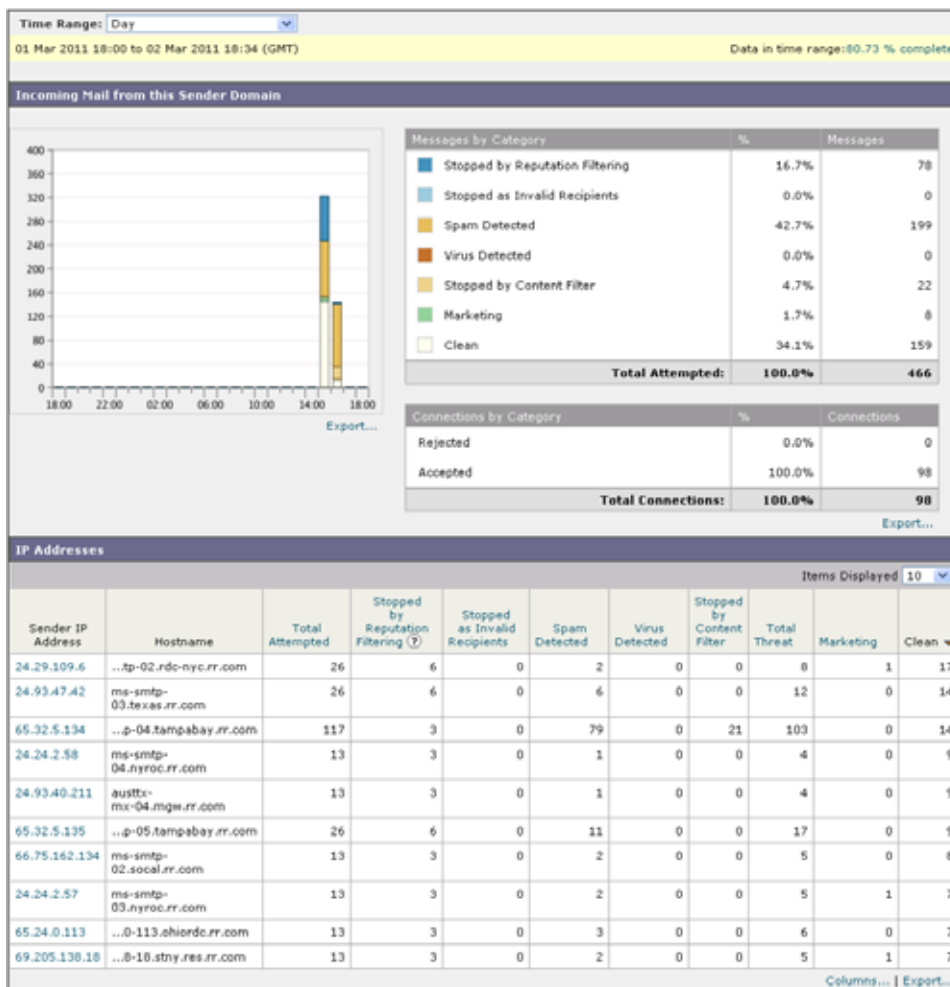 Time Range: Day
01 Mar 2011 18:00 to 02 Mar 2011 18:34 (GMT) Data in time range:80.73 % complete
Incoming Mail from this Sender Domain
400
360
320
280
240
200
160
120
80
40
0
18:00 22:00 02:00 06:00 10:00 14:00 18:00
Export...
Messages by Category % Messages
Stopped by Reputation Filtering 16.7% 78
Stopped as Invalid Recipients 0.0% 0
Spam Detected 42.7% 199
Virus Detected 0.0% 0
Stopped by Content Filter 4.7% 22
Marketing 1.7% 8
Clean 34.1% 159
Total Attempted: 100.0% 466
Connections by Category % Connections
Rejected 0.0% 0
Accepted 100.0% 98
Total Connections: 100.0% 98
Export...
IP Addresses
Items Displayed 10
Sender IP Address Hostname Total Attempted Stopped by Reputation Filtering (?) Stopped as Invalid Recipients Spam Detected Virus Detected Stopped by Content Filter Total Threat Marketing Clean
24.29.109.6 ...tp-02.rdc-nyc.rr.com 26 6 0 2 0 0 8 1 17
24.93.47.42 ms-smtp-03.texas.rr.com 26 6 0 6 0 0 12 0 14
65.32.5.134 ...p-04.tampabay.rr.com 117 3 0 79 0 21 103 0 14
24.24.2.58 ms-smtp-04.nyroc.rr.com 13 3 0 1 0 0 4 0 9
24.93.40.211 austtx-mx-04.mgw.rr.com 13 3 0 1 0 0 4 0 9
65.32.5.135 ...p-05.tampabay.rr.com 26 6 0 11 0 0 17 0 9
66.75.162.134 ms-smtp-02.socal.rr.com 13 3 0 2 0 0 5 0 8
24.24.2.57 ms-smtp-03.nyroc.rr.com 13 3 0 2 0 0 5 1 7
65.24.0.113 ...0-113.ohiordc.rr.com 13 3 0 3 0 0 6 0 7
69.205.138.18 ...8-18.stny.res.rr.com 13 3 0 2 0 0 5 1 7
Columns... | Export...